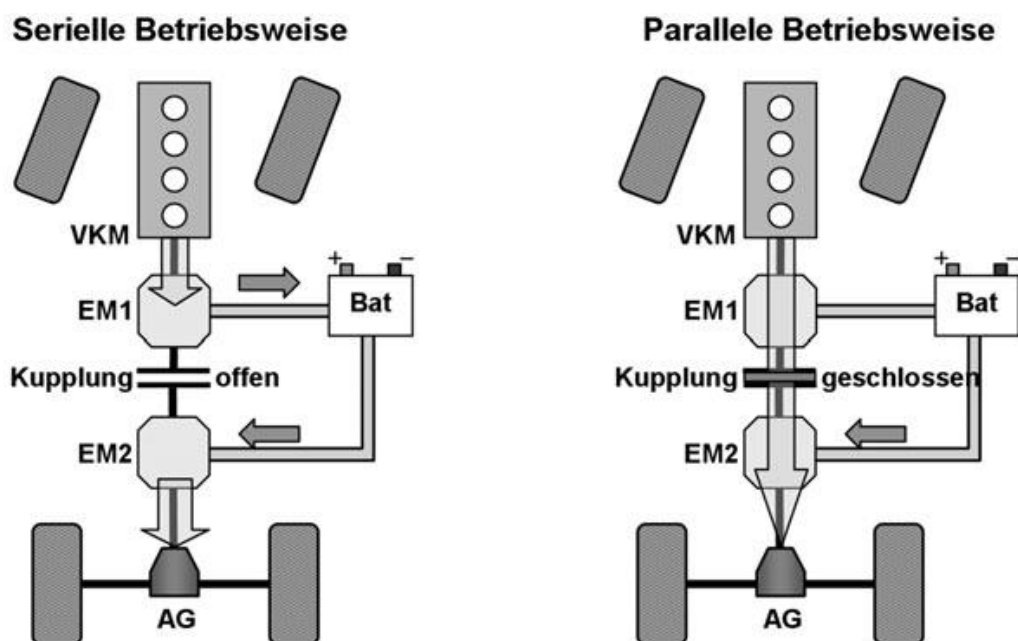 Serielle Betriebsweise
VKM
+ −
EM1
Bat
Kupplung offen
EM2
AG
Parallele Betriebsweise
VKM
+ −
EM1
Bat
Kupplung geschlossen
EM2
AG